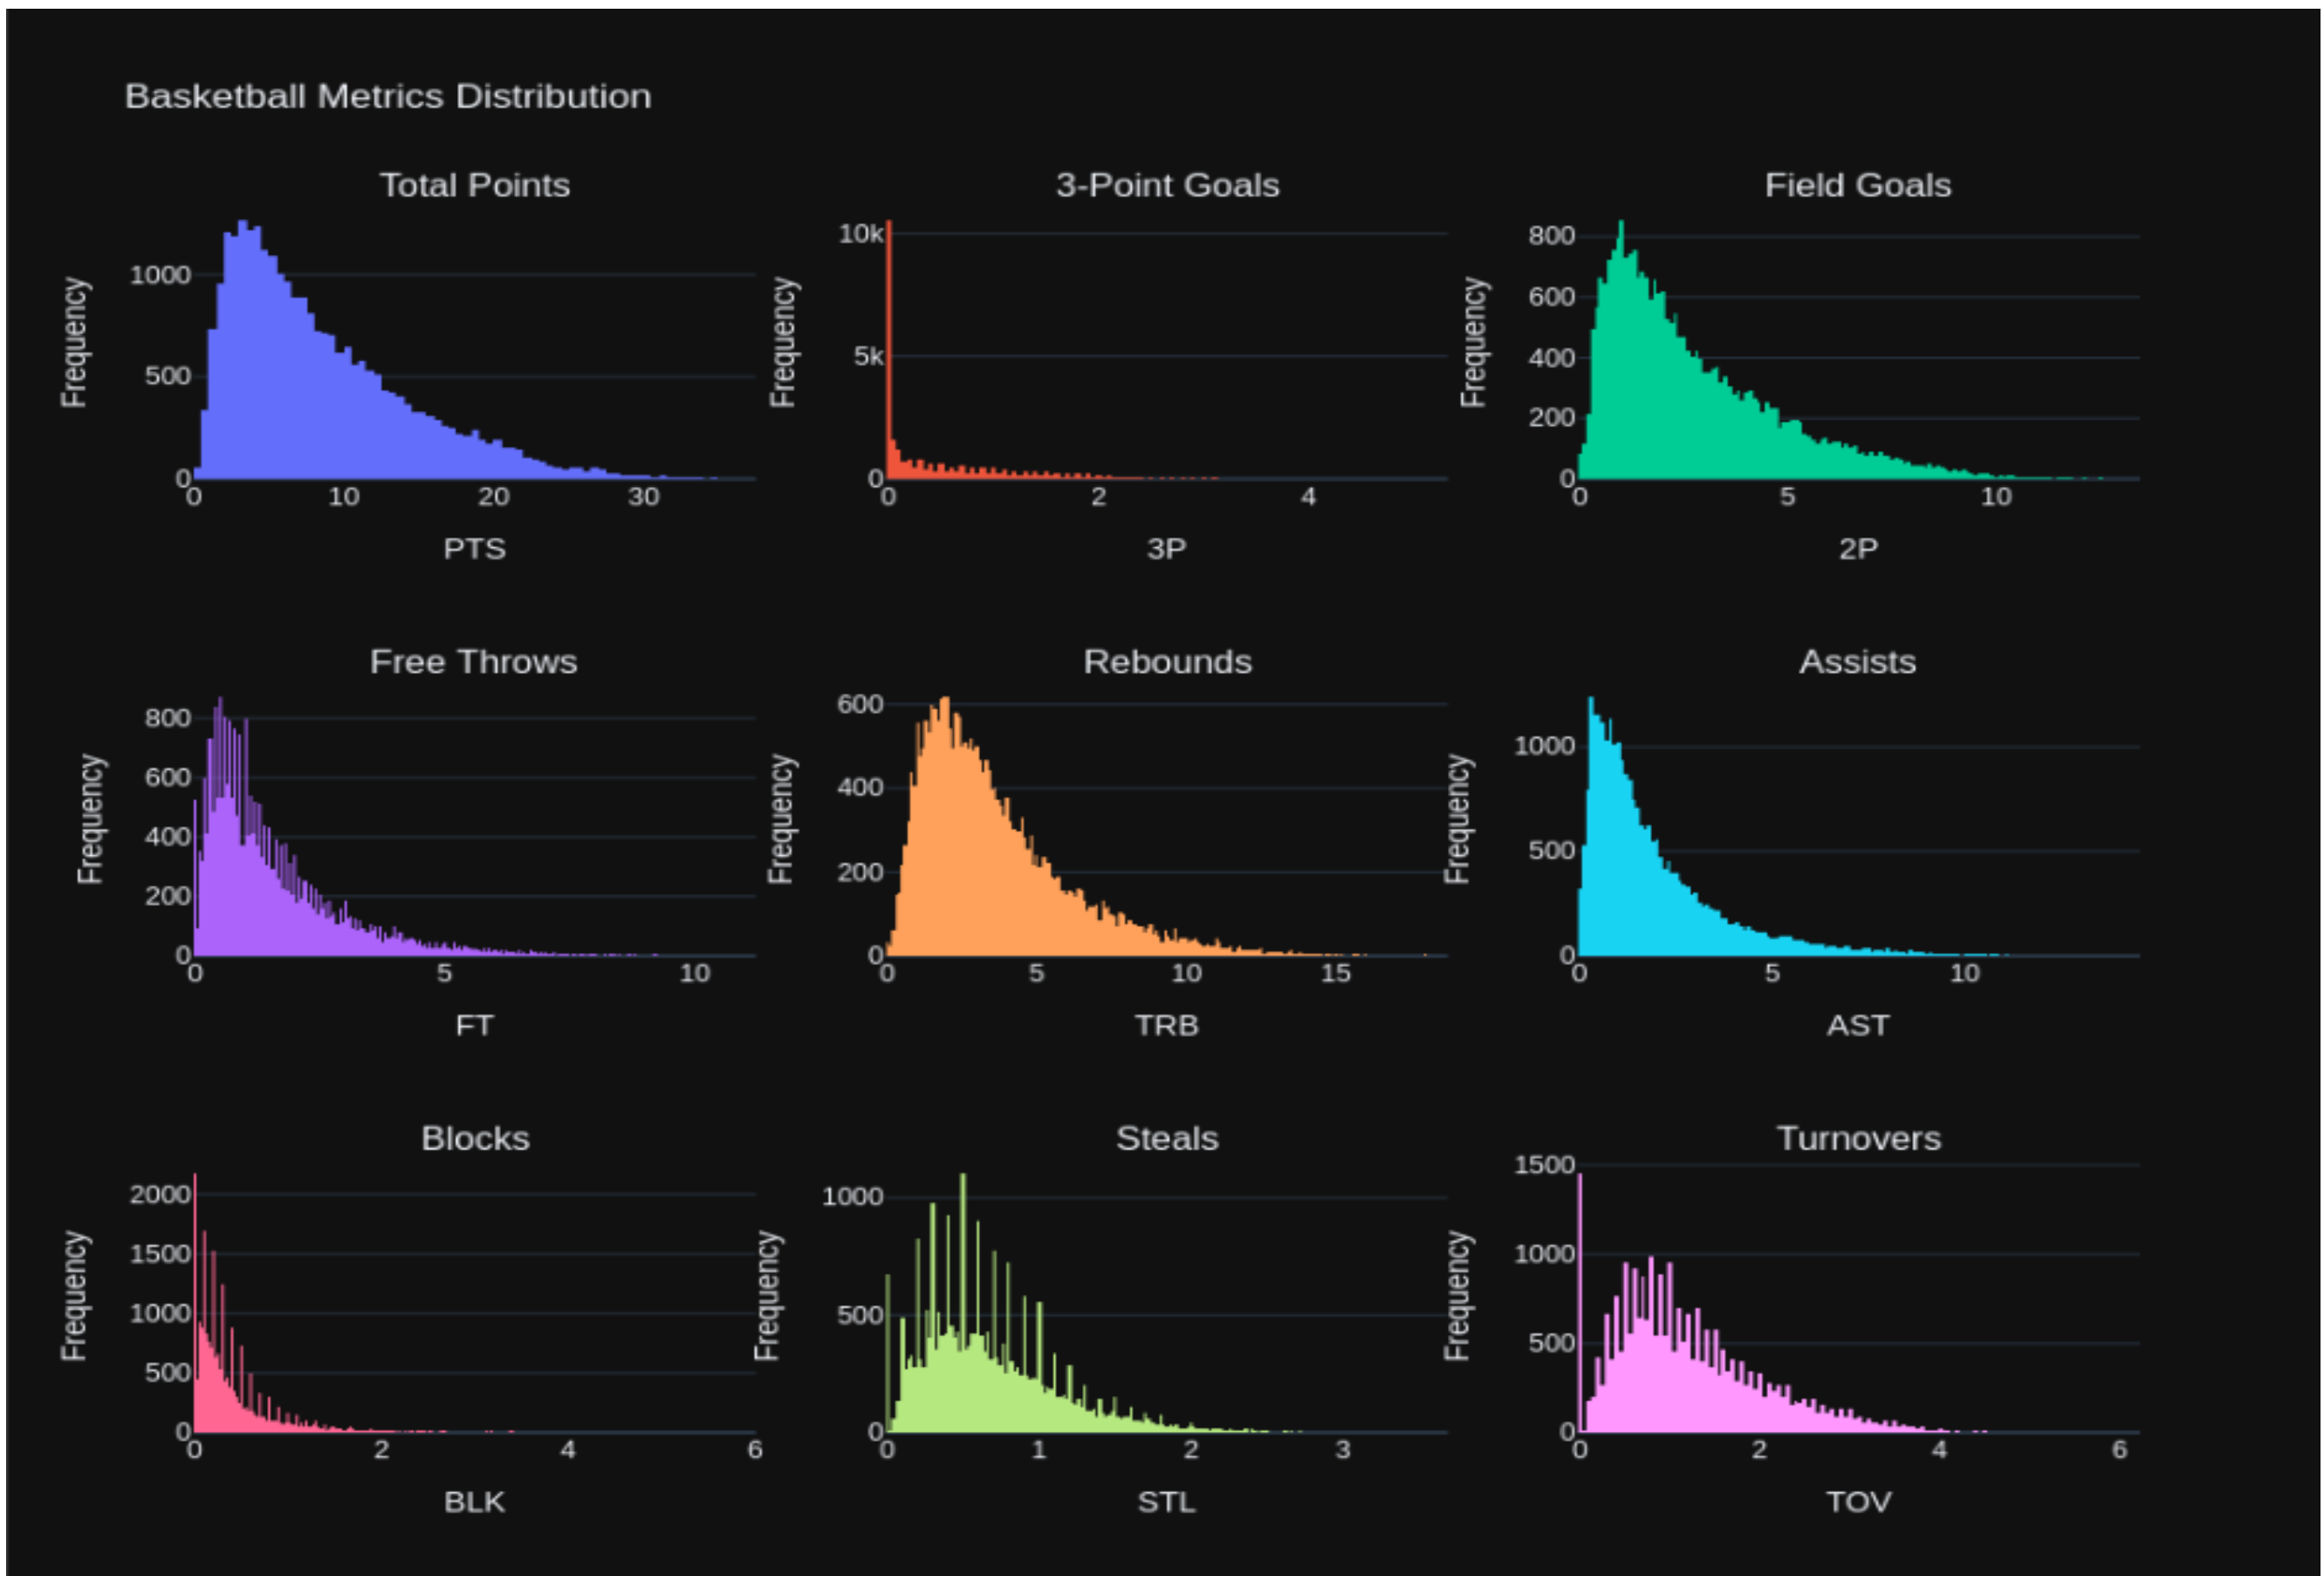 Basketball Metrics Distribution
Total Points
3-Point Goals
Field Goals
Frequency
1000
500
0
0 10 20 30
PTS
Frequency
10k
5k
0
0 2 4
3P
Frequency
800
600
400
200
0
0 5 10
2P
Free Throws
Rebounds
Assists
Frequency
800
600
400
200
0
0 5 10
FT
Frequency
600
400
200
0
0 5 10 15
TRB
Frequency
1000
500
0
0 5 10
AST
Blocks
Steals
Turnovers
Frequency
2000
1500
1000
500
0
0 2 4 6
BLK
Frequency
1000
500
0
0 1 2 3
STL
Frequency
1500
1000
500
0
0 2 4 6
TOV